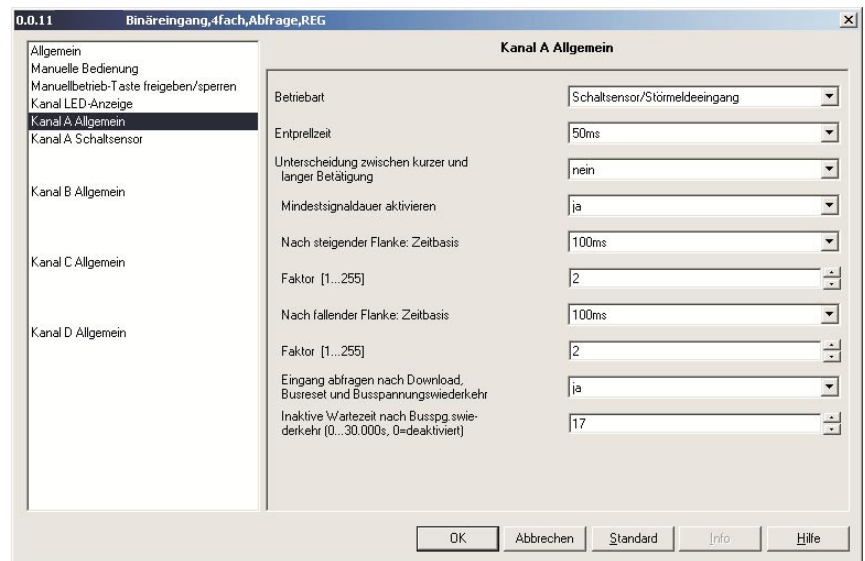 0.0.11 Binäreingang,4fach,Abfrage,REG
Allgemein
Manuelle Bedienung
Manuellbetrieb-Taste freigeben/sperren
Kanal LED-Anzeige
Kanal A Allgemein
Kanal A Schaltsensor
Kanal B Allgemein
Kanal C Allgemein
Kanal D Allgemein
Kanal A Allgemein
Betriebart Schaltsensor/Störmeldeeingang
Entprellzeit 50ms
Unterscheidung zwischen kurzer und
langer Betätigung nein
Mindestsignaldauer aktivieren ja
Nach steigender Flanke: Zeitbasis 100ms
Faktor [1...255] 2
Nach fallender Flanke: Zeitbasis 100ms
Faktor [1...255] 2
Eingang abfragen nach Download,
Busreset und Busspannungswiederkehr ja
Inaktive Wartezeit nach Busspg.swie-
derkehr (0...30.000s, 0=deaktiviert) 17
OK Abbrechen Standard Info Hilfe